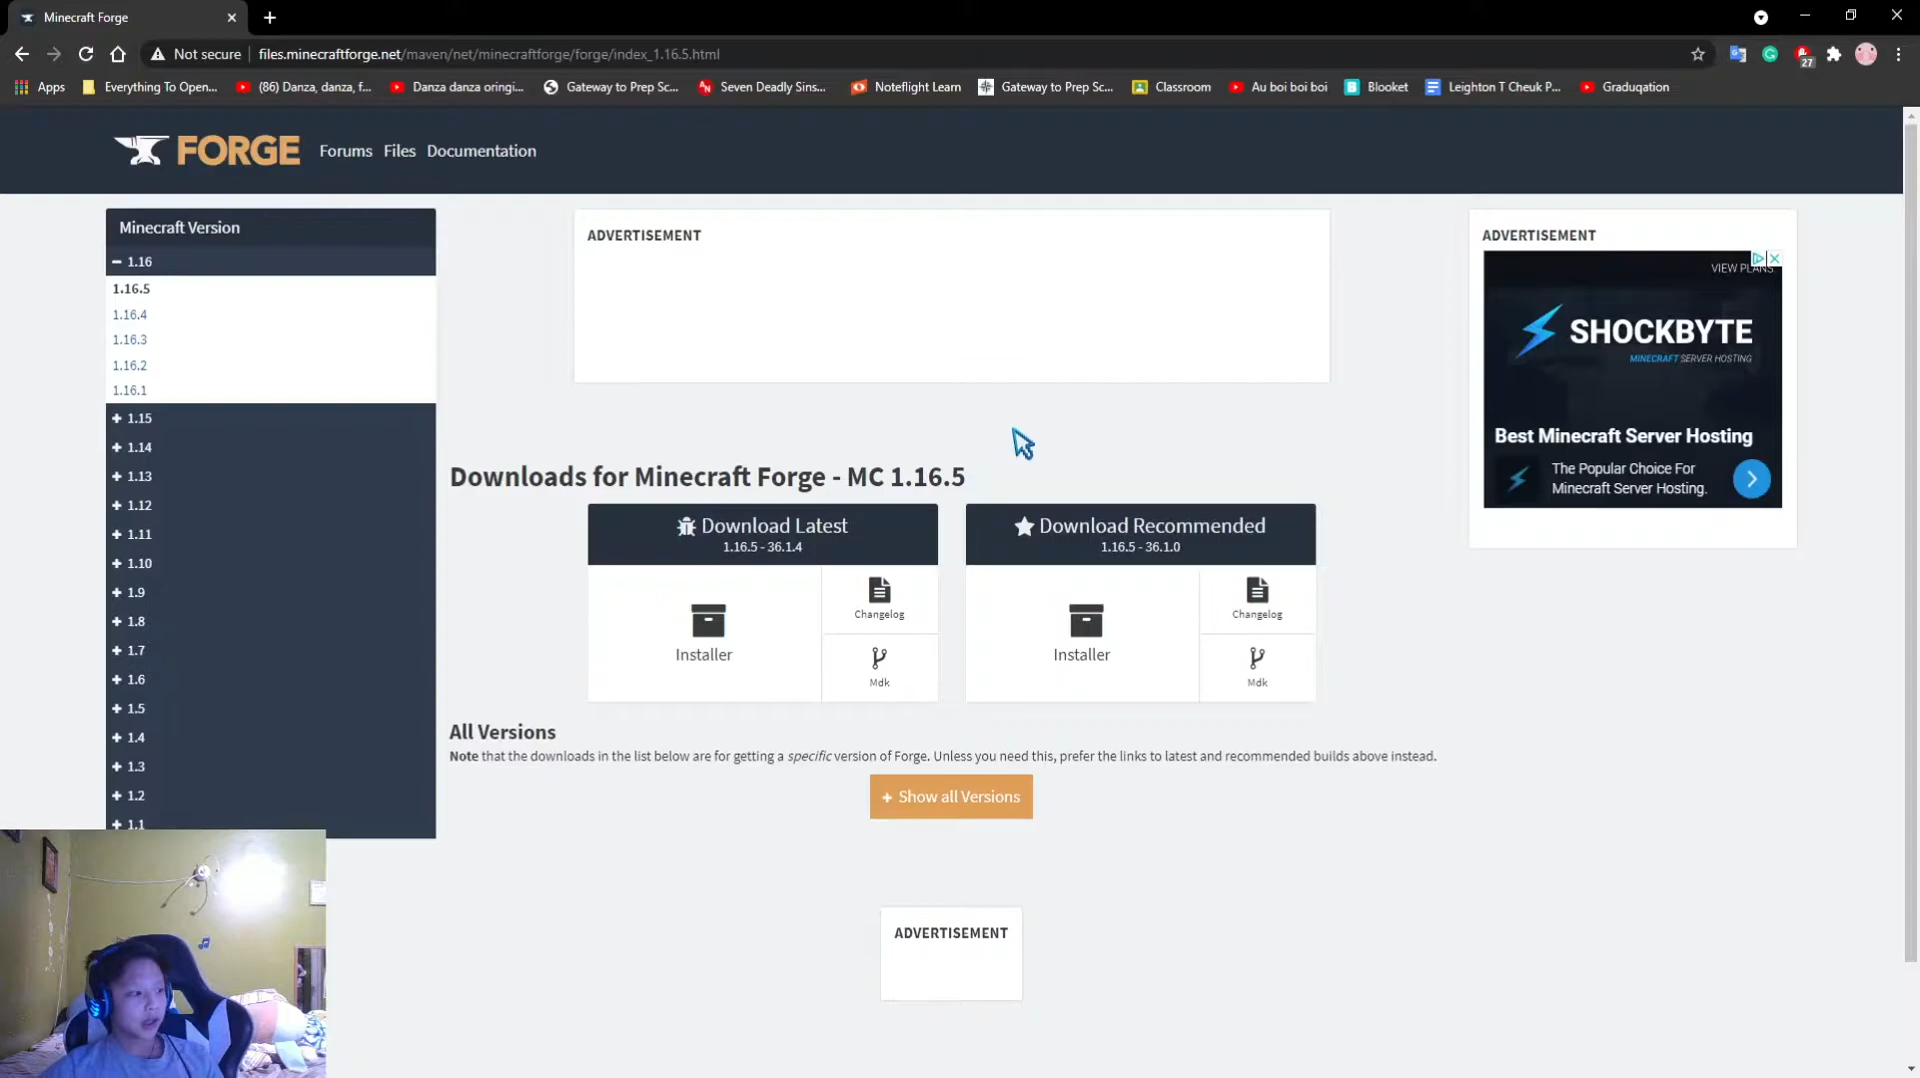 Minecraft Forge
Not secure files.minecraftforge.net/maven/net/minecraftforge/forge/index_1.16.5.html
27
Apps Everything To Open... (86) Danza, danza, f... Danza danza oringi... Gateway to Prep Sc... Seven Deadly Sins... Noteflight Learn Gateway to Prep Sc... Classroom Au boi boi boi Blooket Leighton T Cheuk P... Graduqation
FORGE Forums Files Documentation
Minecraft Version
1.16
1.16.5
1.16.4
1.16.3
1.16.2
1.16.1
1.15
1.14
1.13
1.12
1.11
1.10
1.9
1.8
1.7
1.6
1.5
1.4
1.3
1.2
1.1
ADVERTISEMENT
Downloads for Minecraft Forge - MC 1.16.5
Download Latest
1.16.5 - 36.1.4
Installer
Changelog
Mdk
Download Recommended
1.16.5 - 36.1.0
Installer
Changelog
Mdk
All Versions
Note that the downloads in the list below are for getting a specific version of Forge. Unless you need this, prefer the links to latest and recommended builds above instead.
+ Show all Versions
ADVERTISEMENT
ADVERTISEMENT
VIEW PLANS
SHOCKBYTE
MINECRAFT SERVER HOSTING
Best Minecraft Server Hosting
The Popular Choice For
Minecraft Server Hosting.